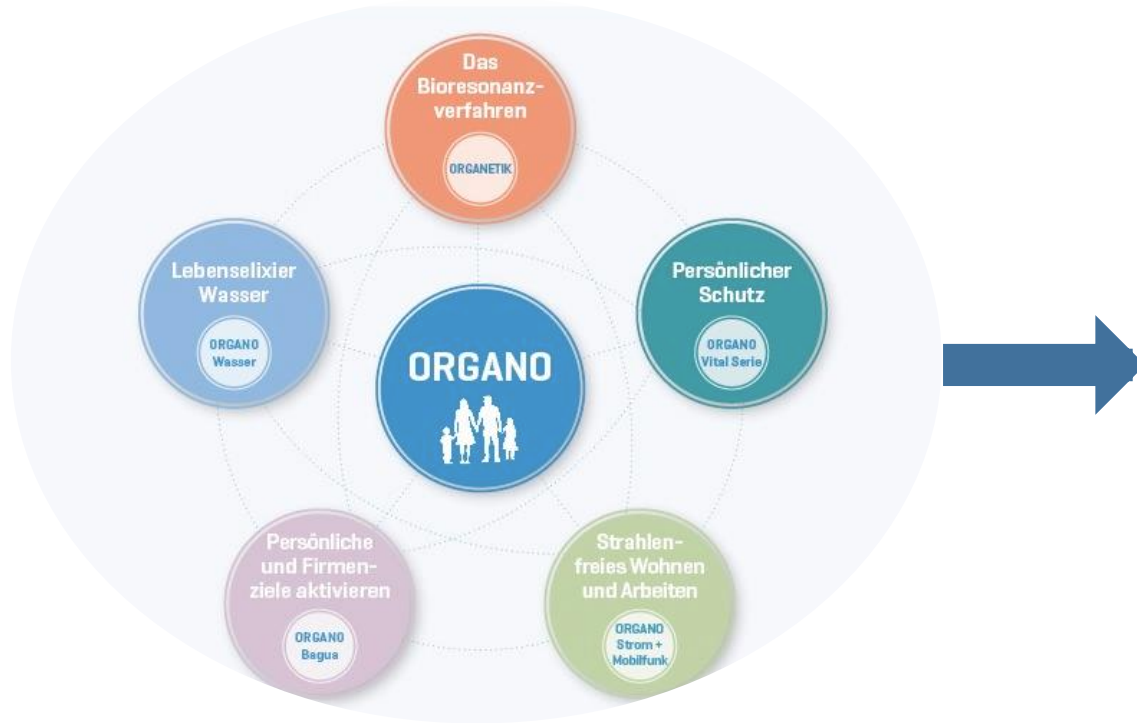 Das
Bioresonanz-
verfahren
ORGANETIK
Lebenselixier
Wasser
ORGANO
Wasser
Persönlicher
Schutz
ORGANO
Vital Serie
ORGANO
Persönliche
und Firmen-
ziele aktivieren
ORGANO
Bagua
Strahlen-
freies Wohnen
und Arbeiten
ORGANO
Strom +
Mobilfunk